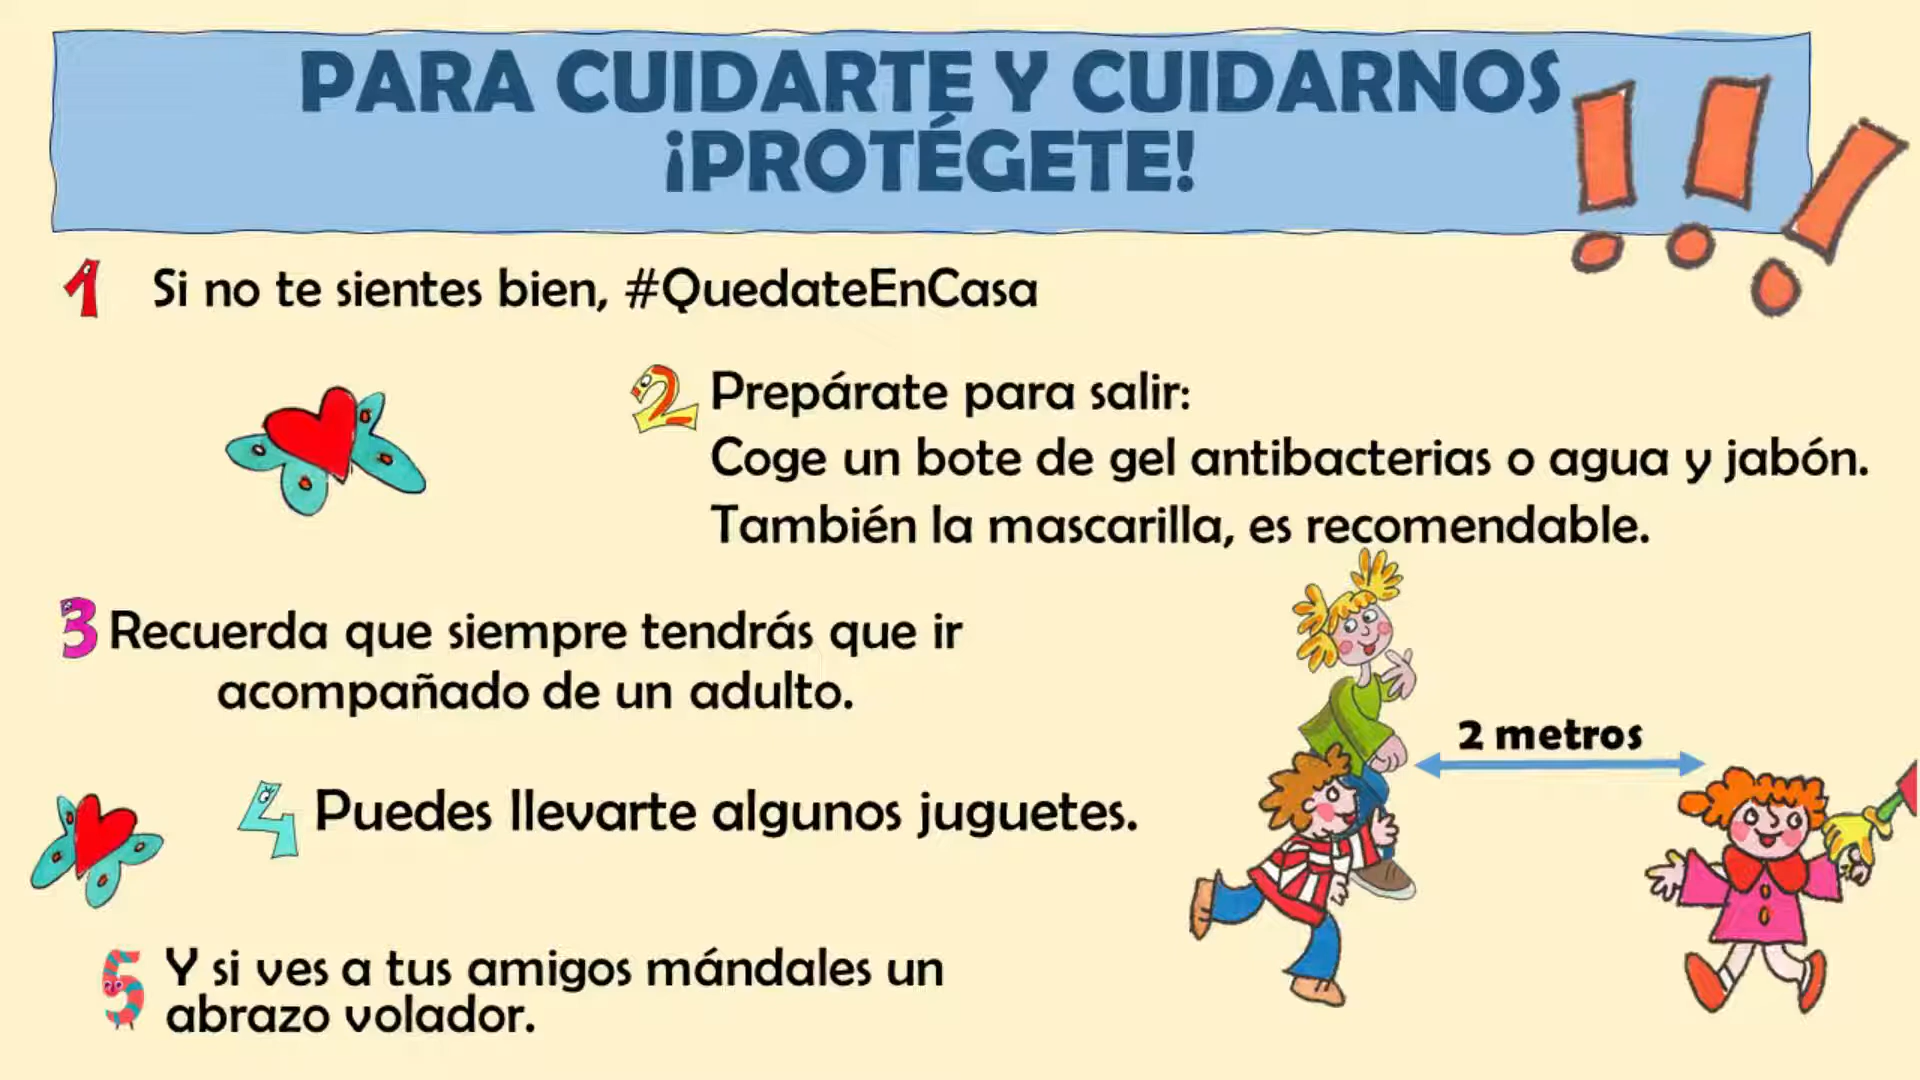 PARA CUIDARTE Y CUIDARNOS
¡PROTÉGETE!
1 Si no te sientes bien, #QuedateEnCasa
2 Prepárate para salir:
Coge un bote de gel antibacterias o agua y jabón.
También la mascarilla, es recomendable.
3 Recuerda que siempre tendrás que ir
acompañado de un adulto.
2 metros
4 Puedes llevarte algunos juguetes.
5 Y si ves a tus amigos mándales un
abrazo volador.